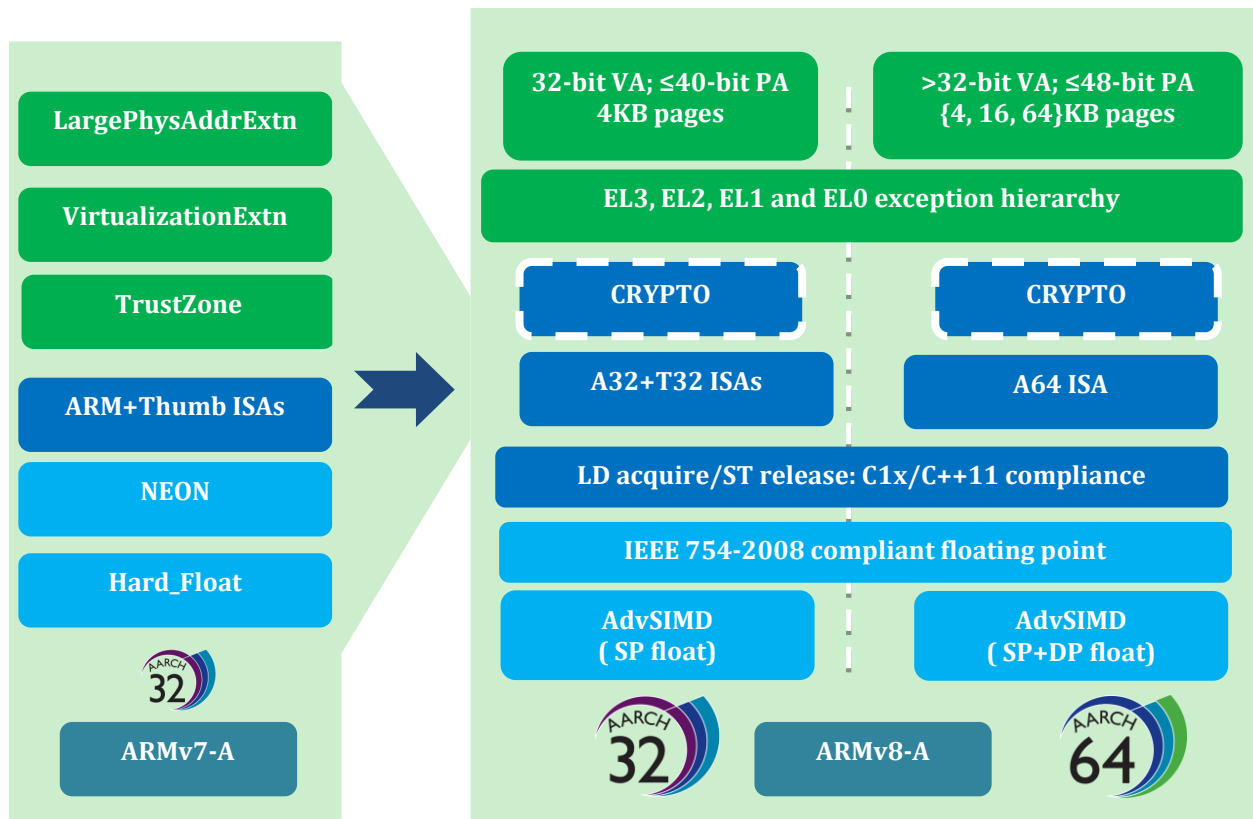 LargePhysAddrExtn
VirtualizationExtn
TrustZone
ARM+Thumb ISAs
NEON
Hard_Float
AARCH
32
ARMv7-A
32-bit VA; ≤40-bit PA
4KB pages
>32-bit VA; ≤48-bit PA
{4, 16, 64}KB pages
EL3, EL2, EL1 and EL0 exception hierarchy
CRYPTO
CRYPTO
A32+T32 ISAs
A64 ISA
LD acquire/ST release: C1x/C++11 compliance
IEEE 754-2008 compliant floating point
AdvSIMD
( SP float)
AdvSIMD
( SP+DP float)
AARCH
32
ARMv8-A
AARCH
64